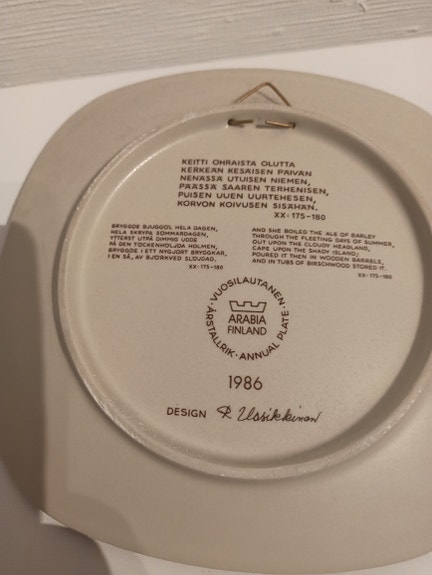 KEITTI OHRAISTA OLUTTA
KERKEÄN KESÄISEN PÄIVÄN
NENÄSSÄ UTUISEN NIEMEN,
PÄÄSSÄ SAAREN TERHENISEN,
PUISEN UUEN UURTEHESEN,
KORVON KOIVUSEN SISÄHÄN.
XX: 175-180
BRYGGDE BJUGGÖL HELA DAGEN,
HELA SKRYPA SOMMARDAGEN,
YTTERST UTPÅ DIMMIG UDDE
PÅ DEN TÖCKENHÖLJDA HOLMEN,
BRYGGDE I ETT NYGJORT BRYGGKAR,
I EN SÅ, AV BJÖRKVED SLÖJDAD.
XX: 175-180
AND SHE BOILED THE ALE OF BARLEY
THROUGH THE FLEETING DAYS OF SUMMER,
OUT UPON THE CLOUDY HEADLAND,
CAPE UPON THE SHADY ISLAND;
POURED IT THEN IN WOODEN BARRELS,
AND IN TUBS OF BIRCHWOOD STORED IT.
XX: 175-180
VUOSILAUTANEN · ANNUAL PLATE · ÅRSTALLRIK ·
ARABIA
FINLAND
1986
DESIGN R. Uosikkinen